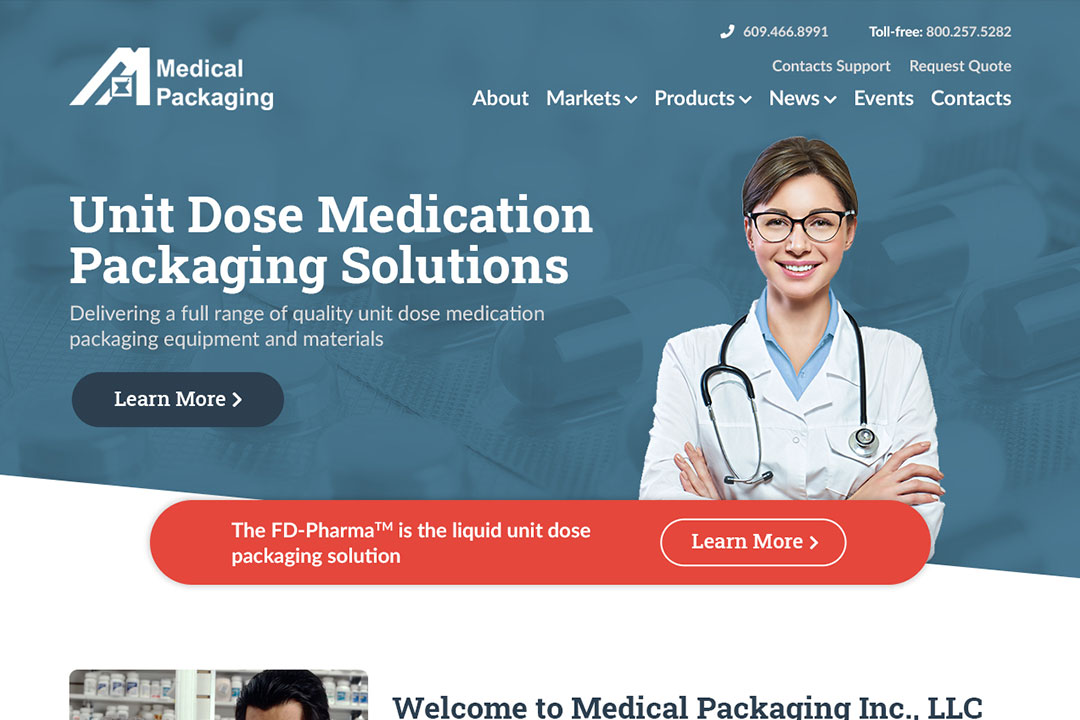 609.466.8991 Toll-free: 800.257.5282
Contacts Support Request Quote
Medical
Packaging
About Markets Products News Events Contacts
Unit Dose Medication
Packaging Solutions
Delivering a full range of quality unit dose medication
packaging equipment and materials
Learn More
The FD-Pharma™ is the liquid unit dose
packaging solution
Learn More
Welcome to Medical Packaging Inc., LLC